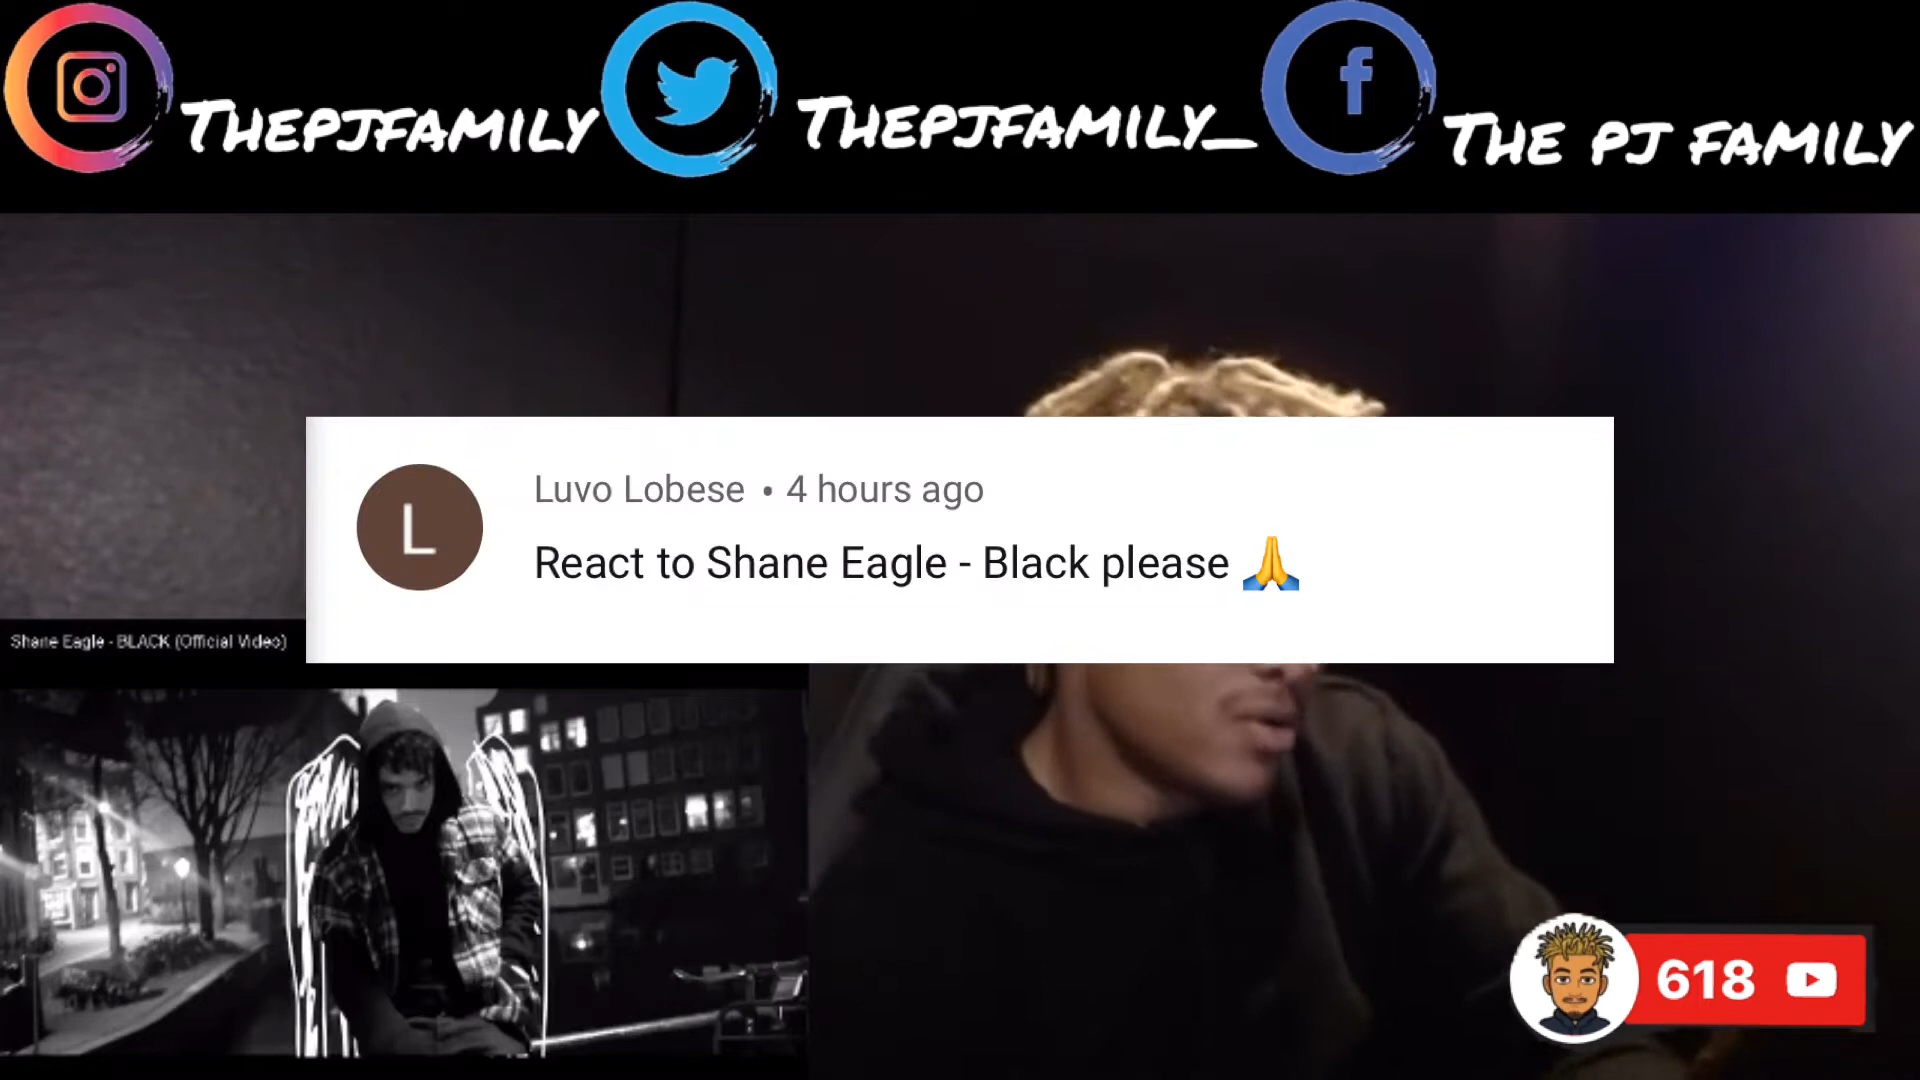 THEPJFAMILY
THEPJFAMILY_
THE PJ FAMILY
Luvo Lobese • 4 hours ago
L
React to Shane Eagle - Black please 🙏
Shane Eagle - BLACK (Official Video)
618